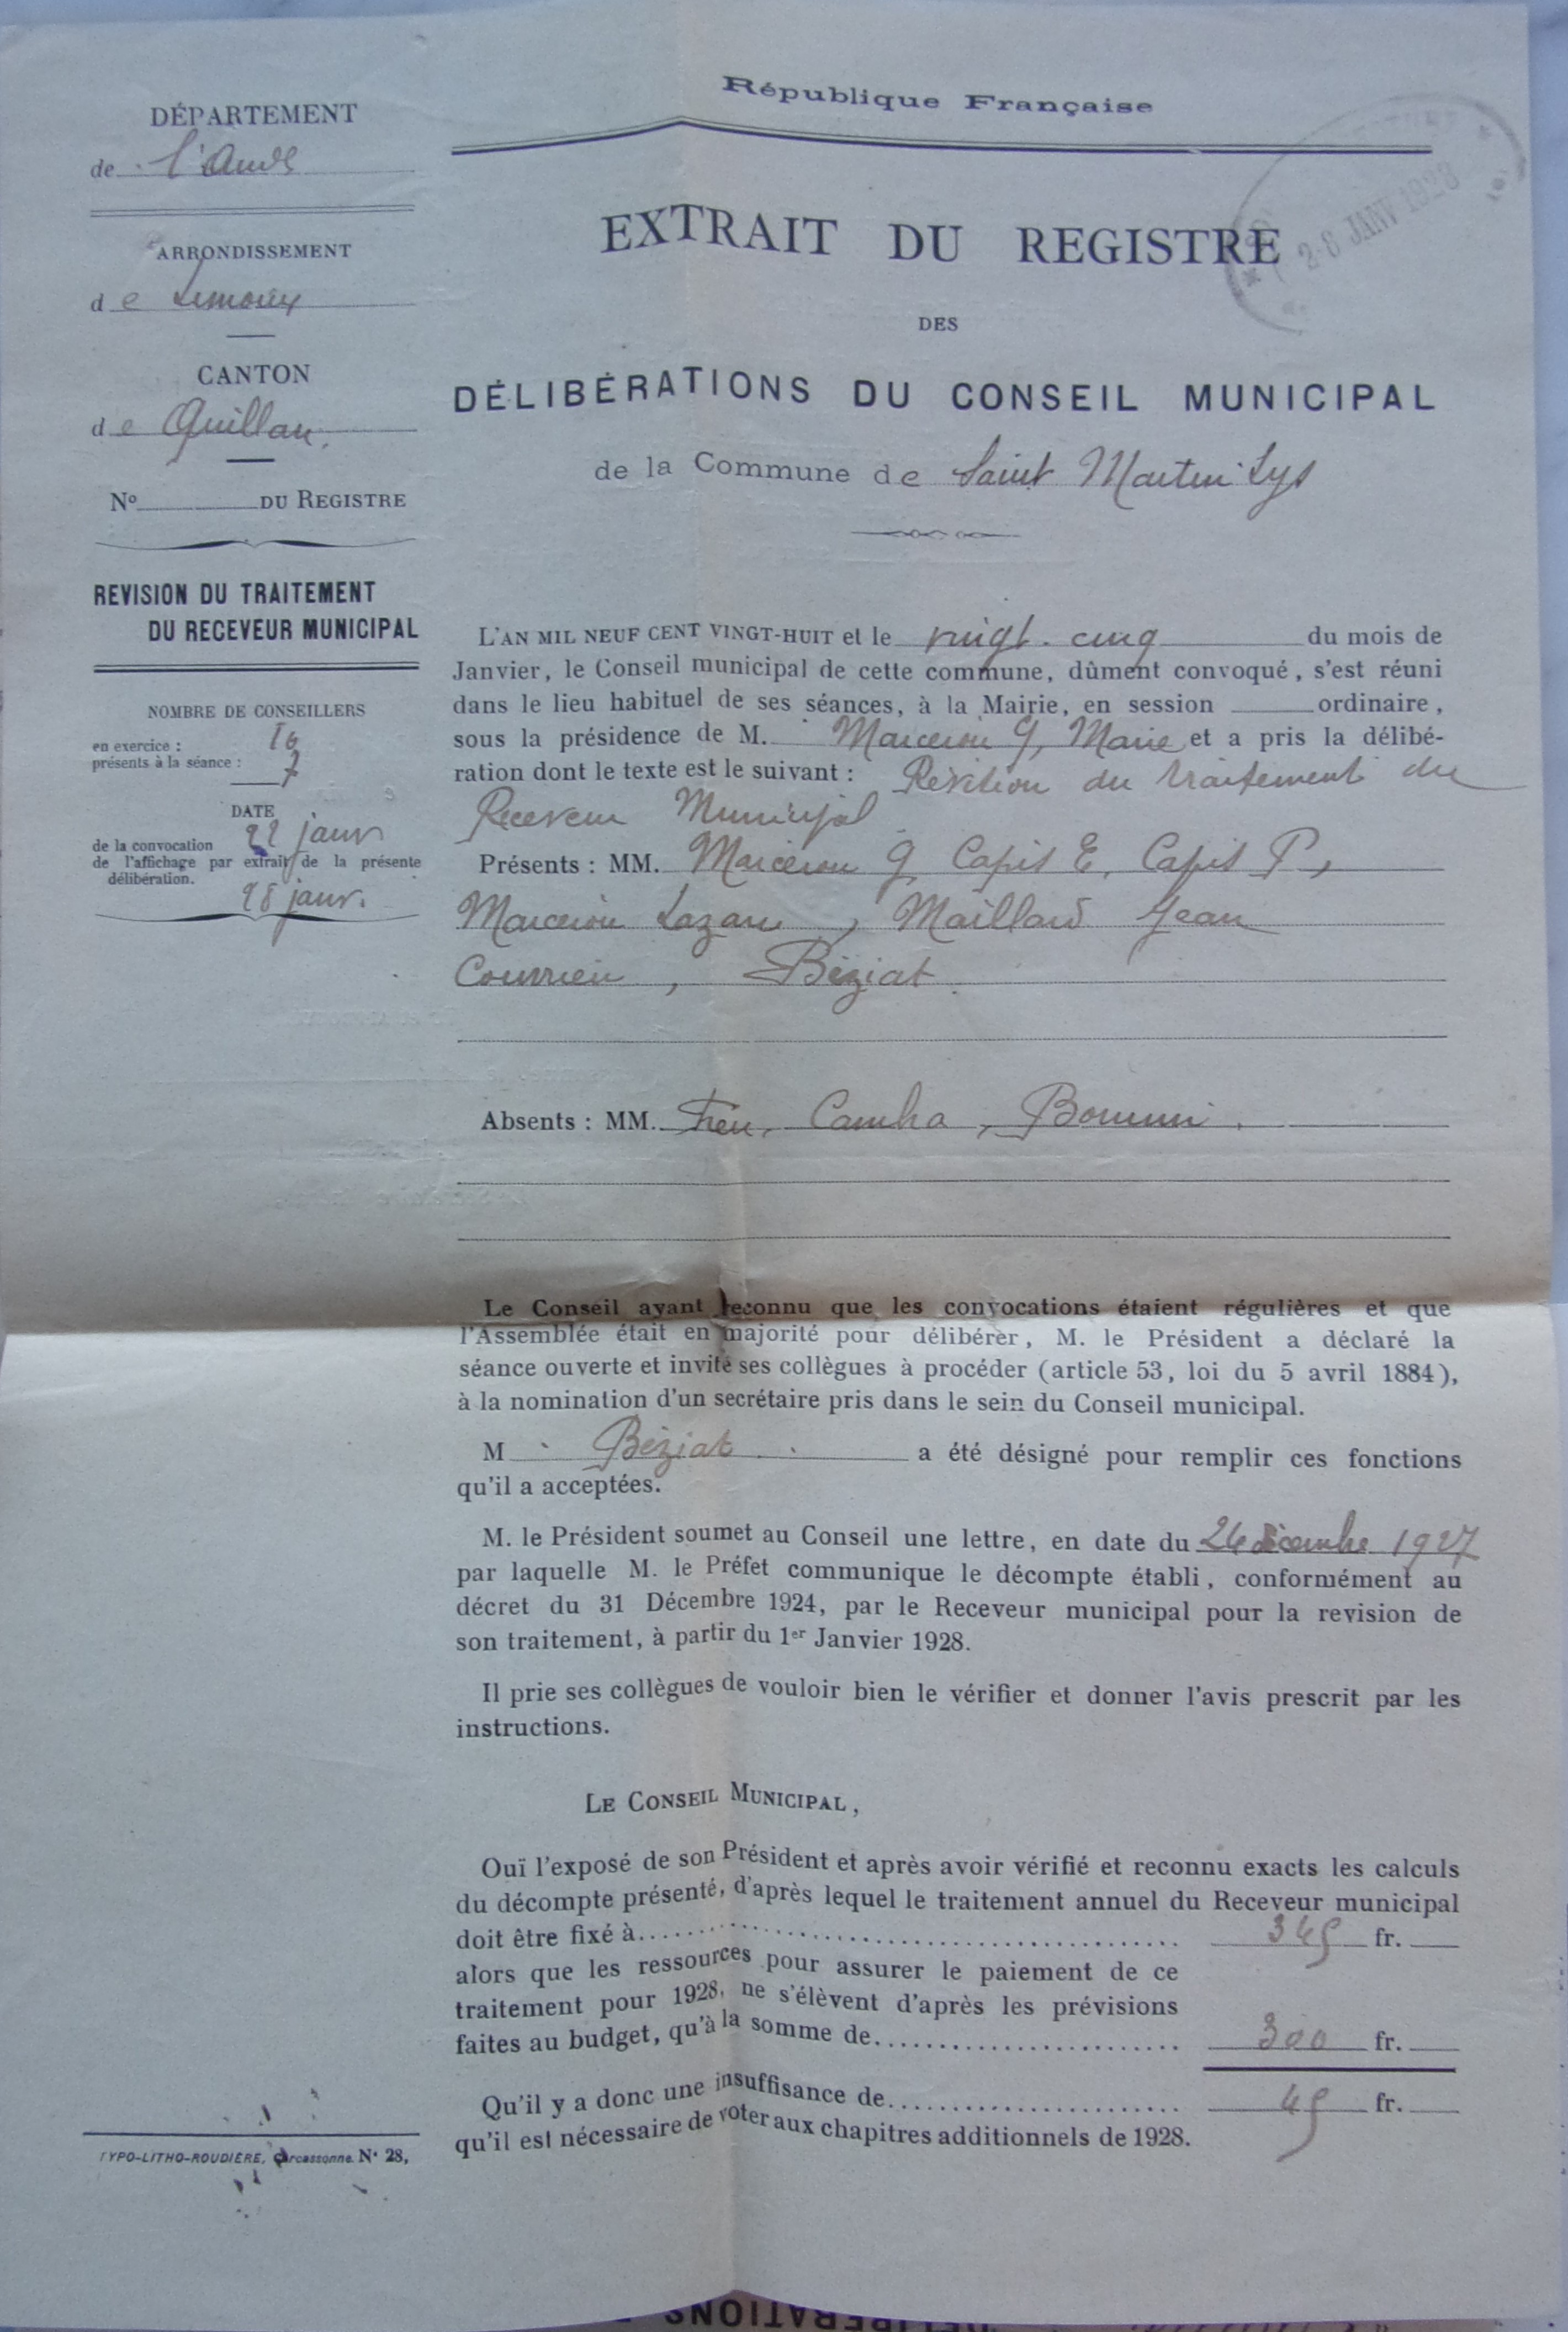 République Française
DÉPARTEMENT
de l'Aude
ARRONDISSEMENT
de Limoux
CANTON
de Quillan.
No DU REGISTRE
REVISION DU TRAITEMENT
DU RECEVEUR MUNICIPAL
NOMBRE DE CONSEILLERS
en exercice : 10
présents à la séance : 7
DATE
de la convocation 22 janv
de l'affichage par extrait de la présente
délibération.
28 janv.
TYPO-LITHO-ROUDIÈRE, Carcassonne. N° 28,
JANV 1928
EXTRAIT DU REGISTRE
DES
DÉLIBÉRATIONS DU CONSEIL MUNICIPAL
de la Commune de Saint Martin Lys
L'AN MIL NEUF CENT VINGT-HUIT et le vingt-cinq du mois de
Janvier, le Conseil municipal de cette commune, dûment convoqué, s'est réuni
dans le lieu habituel de ses séances, à la Mairie, en session ordinaire,
sous la présidence de M. Marcerou G, Maire et a pris la délibé-
ration dont le texte est le suivant : Révision du traitement du
Receveur Municipal
Présents : MM. Marcerou G, Capis E, Capis P,
Marcerou Lazare, Maillard Jean
Courrieu, Béziat.
Absents : MM.
Le Conseil ayant reconnu que les convocations étaient régulières et que
l'Assemblée était en majorité pour délibérer, M. le Président a déclaré la
séance ouverte et invité ses collègues à procéder (article 53, loi du 5 avril 1884),
à la nomination d'un secrétaire pris dans le sein du Conseil municipal.
M Béziat a été désigné pour remplir ces fonctions
qu'il a acceptées.
M. le Président soumet au Conseil une lettre, en date du 26 décembre 1927
par laquelle M. le Préfet communique le décompte établi, conformément au
décret du 31 Décembre 1924, par le Receveur municipal pour la revision de
son traitement, à partir du 1er Janvier 1928.
Il prie ses collègues de vouloir bien le vérifier et donner l'avis prescrit par les
instructions.
LE CONSEIL MUNICIPAL,
Ouï l'exposé de son Président et après avoir vérifié et reconnu exacts les calculs
du décompte présenté, d'après lequel le traitement annuel du Receveur municipal
doit être fixé à 345 fr.
alors que les ressources pour assurer le paiement de ce
traitement pour 1928, ne s'élèvent d'après les prévisions
faites au budget, qu'à la somme de 300 fr.
Qu'il y a donc une insuffisance de 45 fr.
qu'il est nécessaire de voter aux chapitres additionnels de 1928.